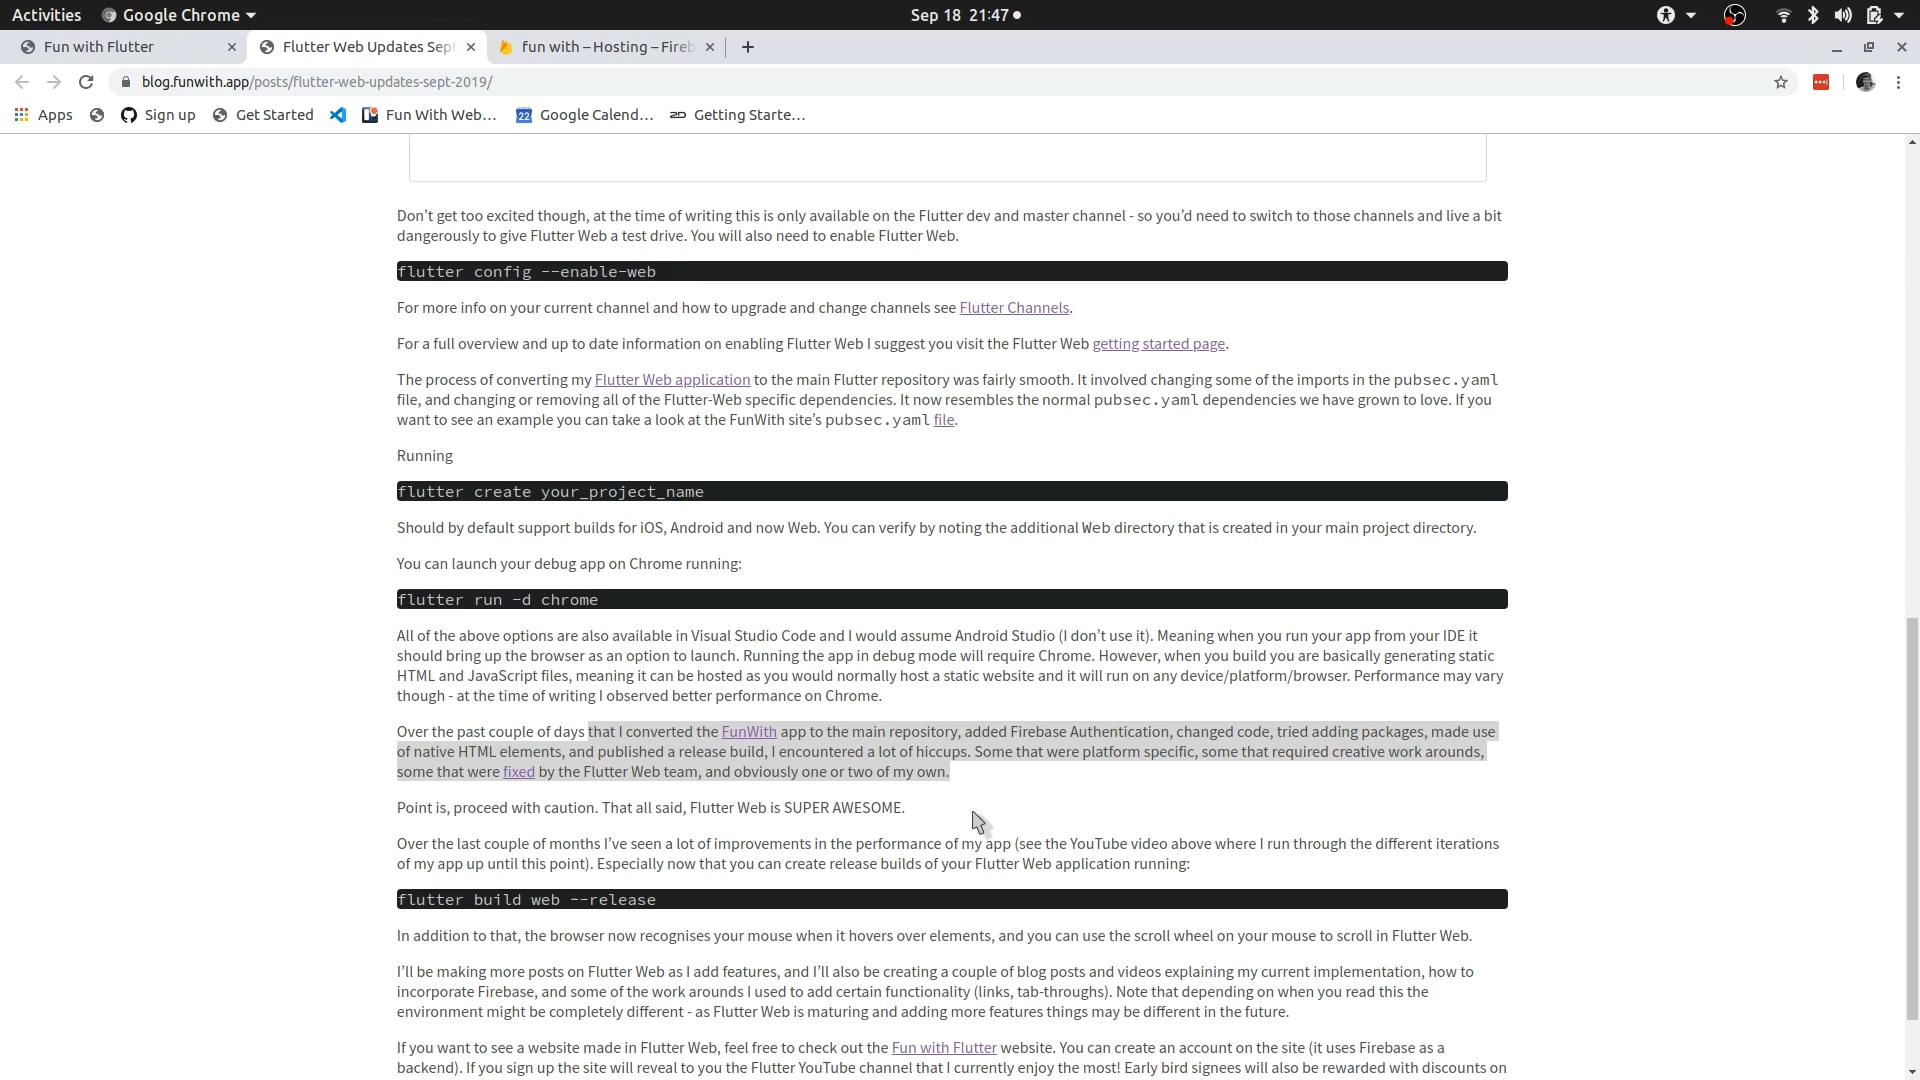 Activities Google Chrome Sep 18 21:47
Fun with Flutter Flutter Web Updates Sept fun with – Hosting – Fireb
blog.funwith.app/posts/flutter-web-updates-sept-2019/
Apps Sign up Get Started Fun With Web... 22 Google Calend... Getting Starte...
Don't get too excited though, at the time of writing this is only available on the Flutter dev and master channel - so you'd need to switch to those channels and live a bit
dangerously to give Flutter Web a test drive. You will also need to enable Flutter Web.
flutter config --enable-web
For more info on your current channel and how to upgrade and change channels see Flutter Channels.
For a full overview and up to date information on enabling Flutter Web I suggest you visit the Flutter Web getting started page.
The process of converting my Flutter Web application to the main Flutter repository was fairly smooth. It involved changing some of the imports in the pubsec.yaml
file, and changing or removing all of the Flutter-Web specific dependencies. It now resembles the normal pubsec.yaml dependencies we have grown to love. If you
want to see an example you can take a look at the FunWith site's pubsec.yaml file.
Running
flutter create your_project_name
Should by default support builds for iOS, Android and now Web. You can verify by noting the additional Web directory that is created in your main project directory.
You can launch your debug app on Chrome running:
flutter run -d chrome
All of the above options are also available in Visual Studio Code and I would assume Android Studio (I don't use it). Meaning when you run your app from your IDE it
should bring up the browser as an option to launch. Running the app in debug mode will require Chrome. However, when you build you are basically generating static
HTML and JavaScript files, meaning it can be hosted as you would normally host a static website and it will run on any device/platform/browser. Performance may vary
though - at the time of writing I observed better performance on Chrome.
Over the past couple of days that I converted the FunWith app to the main repository, added Firebase Authentication, changed code, tried adding packages, made use
of native HTML elements, and published a release build, I encountered a lot of hiccups. Some that were platform specific, some that required creative work arounds,
some that were fixed by the Flutter Web team, and obviously one or two of my own.
Point is, proceed with caution. That all said, Flutter Web is SUPER AWESOME.
Over the last couple of months I've seen a lot of improvements in the performance of my app (see the YouTube video above where I run through the different iterations
of my app up until this point). Especially now that you can create release builds of your Flutter Web application running:
flutter build web --release
In addition to that, the browser now recognises your mouse when it hovers over elements, and you can use the scroll wheel on your mouse to scroll in Flutter Web.
I'll be making more posts on Flutter Web as I add features, and I'll also be creating a couple of blog posts and videos explaining my current implementation, how to
incorporate Firebase, and some of the work arounds I used to add certain functionality (links, tab-throughs). Note that depending on when you read this the
environment might be completely different - as Flutter Web is maturing and adding more features things may be different in the future.
If you want to see a website made in Flutter Web, feel free to check out the Fun with Flutter website. You can create an account on the site (it uses Firebase as a
backend). If you sign up the site will reveal to you the Flutter YouTube channel that I currently enjoy the most! Early bird signees will also be rewarded with discounts on